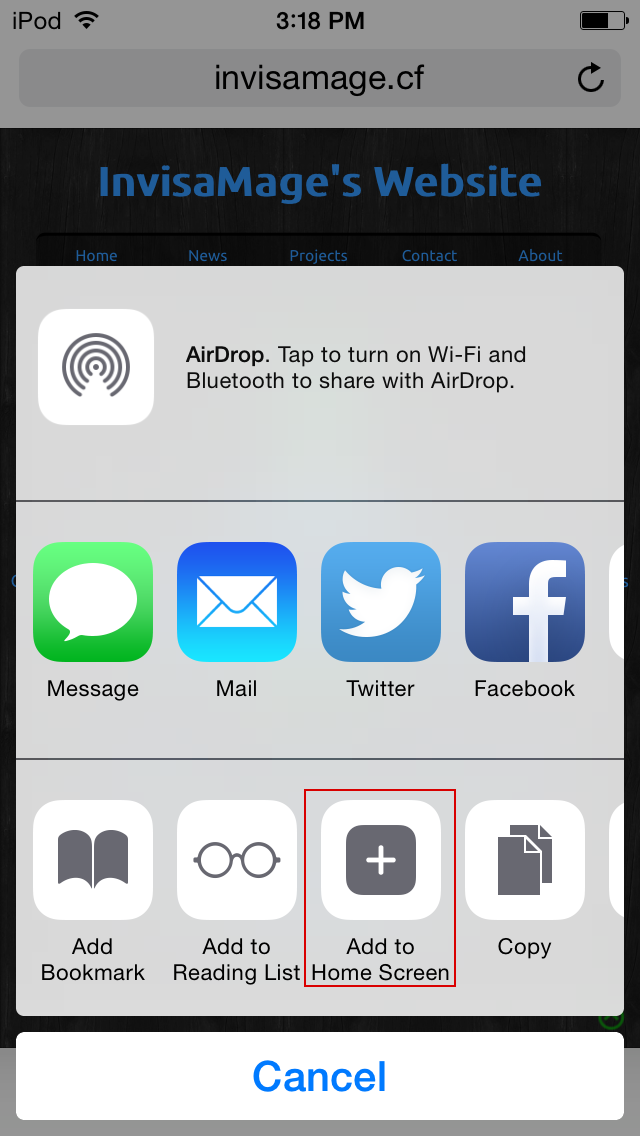 iPod 3:18 PM
invisamage.cf
InvisaMage's Website
Home News Projects Contact About
AirDrop. Tap to turn on Wi-Fi and
Bluetooth to share with AirDrop.
Message Mail Twitter Facebook
Add Add to Add to Copy
Bookmark Reading List Home Screen
Cancel